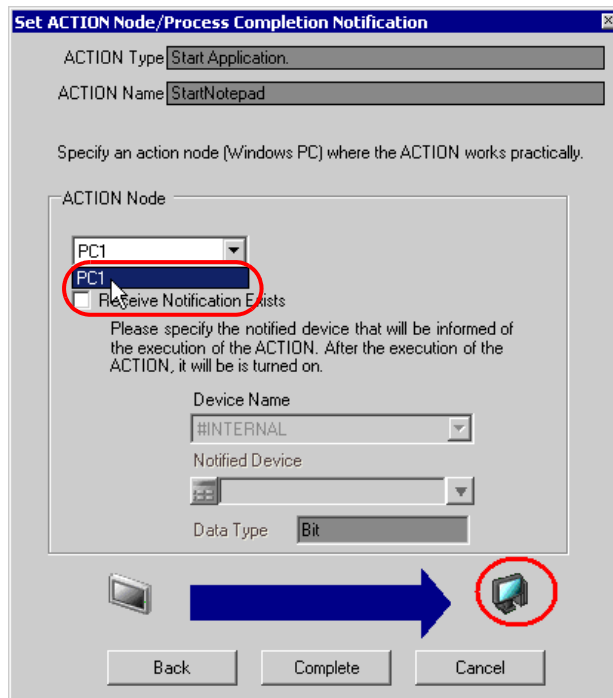 Set ACTION Node/Process Completion Notification
ACTION Type Start Application.
ACTION Name StartNotepad
Specify an action node (Windows PC) where the ACTION works practically.
ACTION Node
PC1
PC1
Receive Notification Exists
Please specify the notified device that will be informed of
the execution of the ACTION. After the execution of the
ACTION, it will be is turned on.
Device Name
#INTERNAL
Notified Device
Data Type Bit
Back Complete Cancel